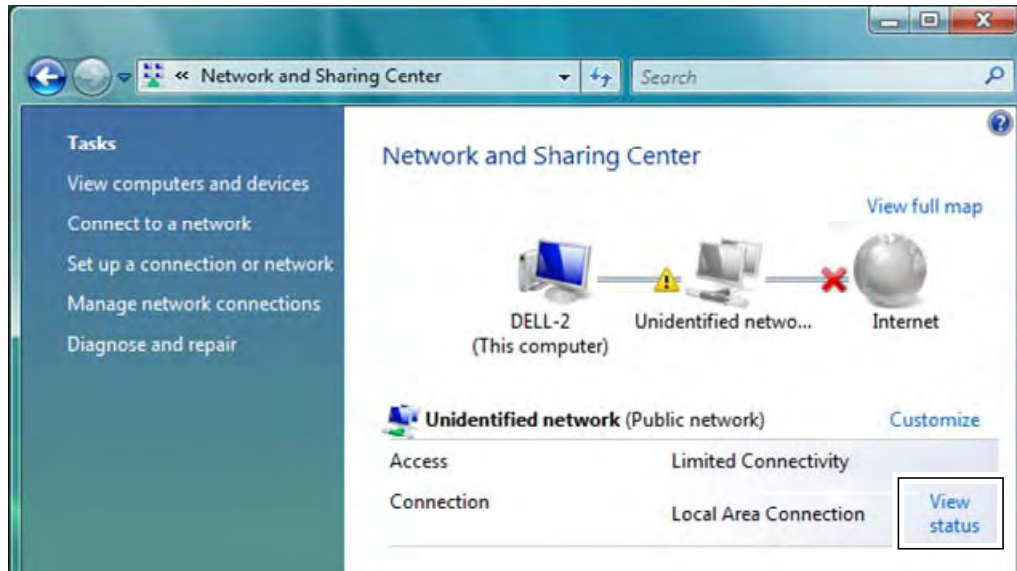 « Network and Sharing Center
Search
Tasks
View computers and devices
Connect to a network
Set up a connection or network
Manage network connections
Diagnose and repair
Network and Sharing Center
View full map
DELL-2
(This computer)
Unidentified netwo...
Internet
Unidentified network (Public network)
Customize
Access
Limited Connectivity
Connection
Local Area Connection
View
status